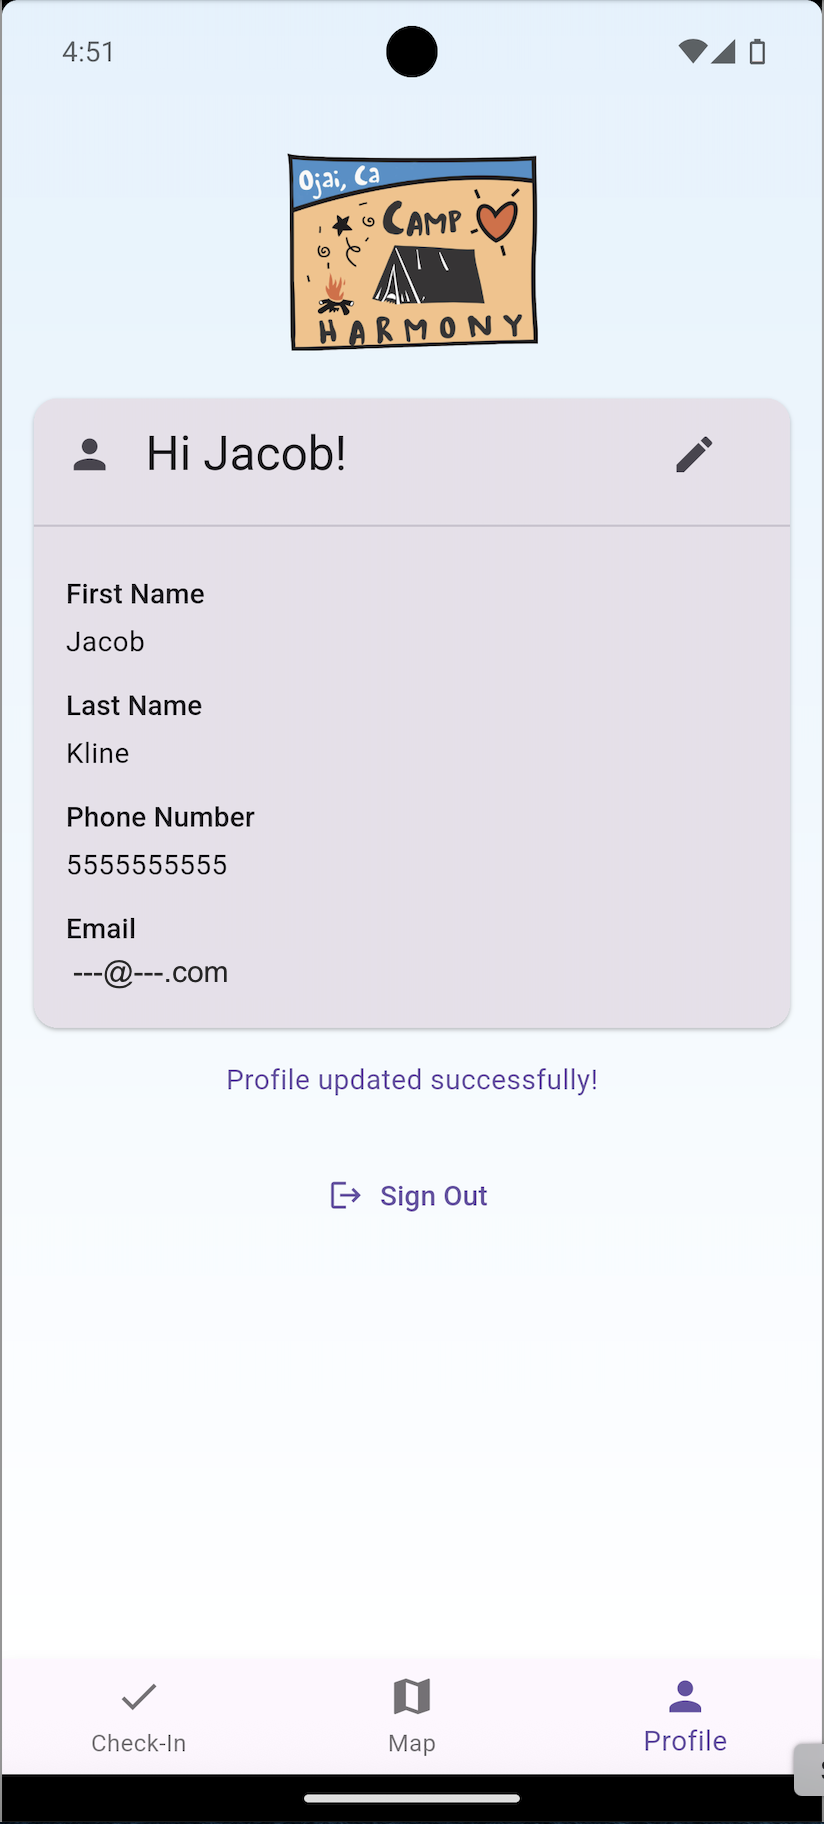 4:51
Ojai, Ca
CAMP
HARMONY
Hi Jacob!
First Name
Jacob
Last Name
Kline
Phone Number
5555555555
Email
---@---.com
Profile updated successfully!
Sign Out
Check-In
Map
Profile